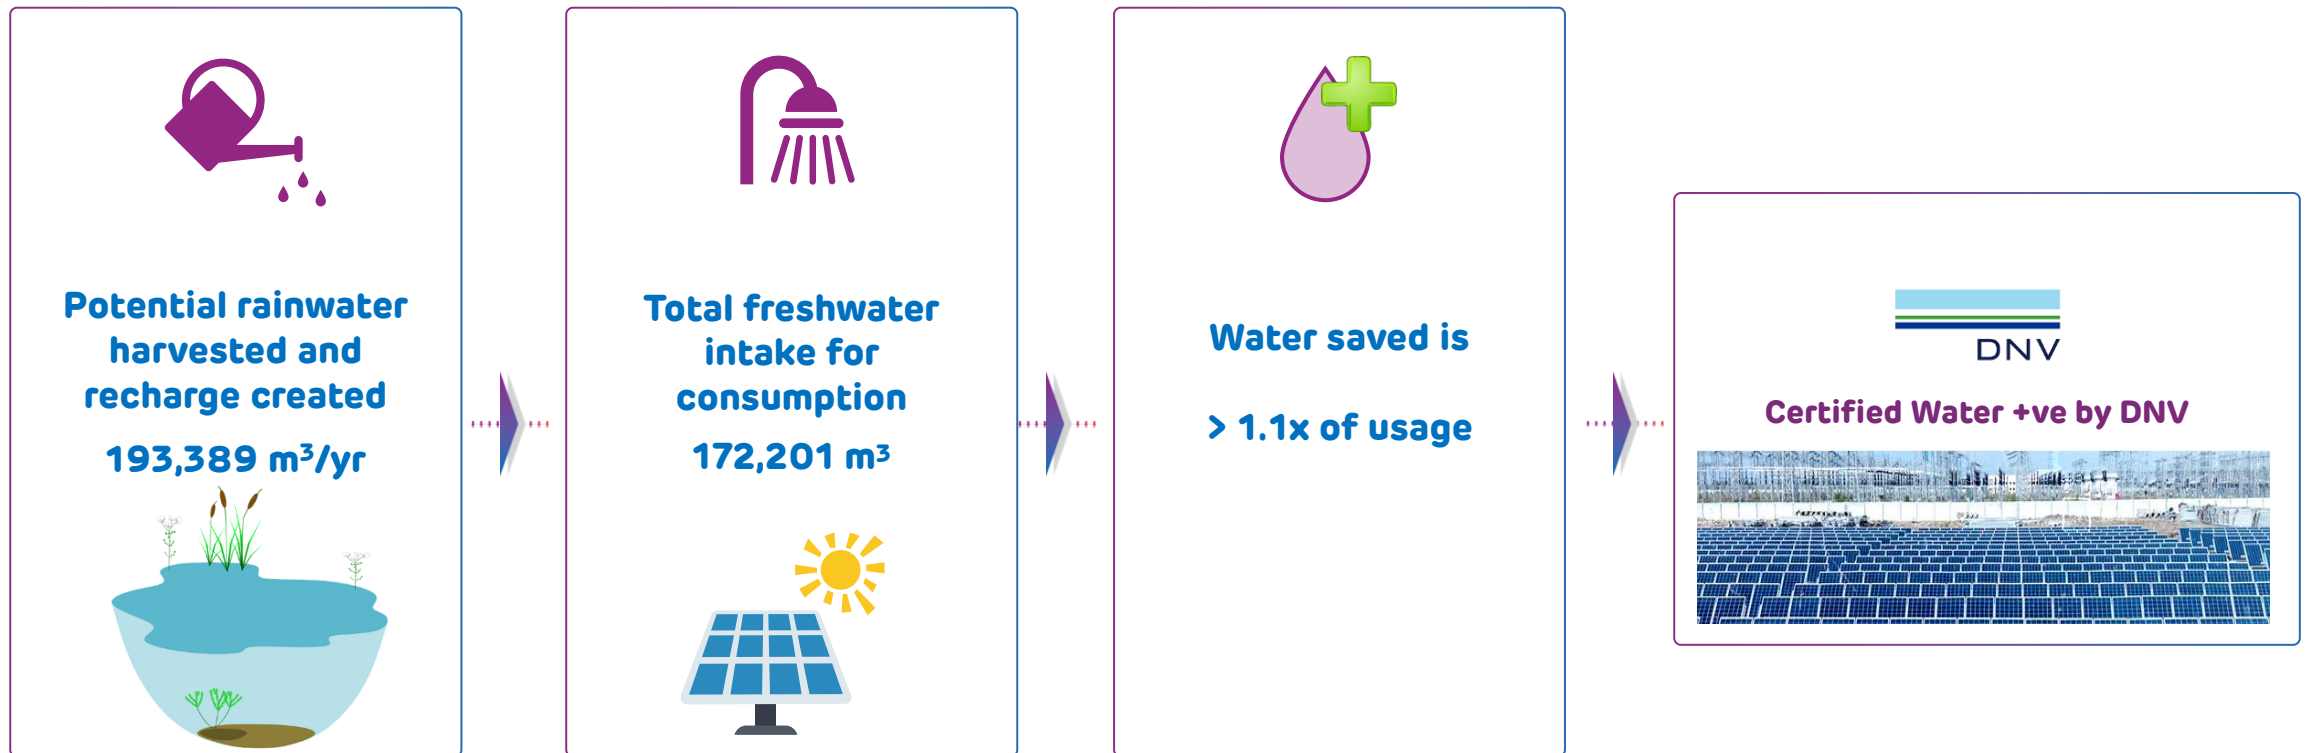 Potential rainwater
harvested and
recharge created
193,389 m³/yr
Total freshwater
intake for
consumption
172,201 m³
Water saved is
> 1.1x of usage
DNV
Certified Water +ve by DNV